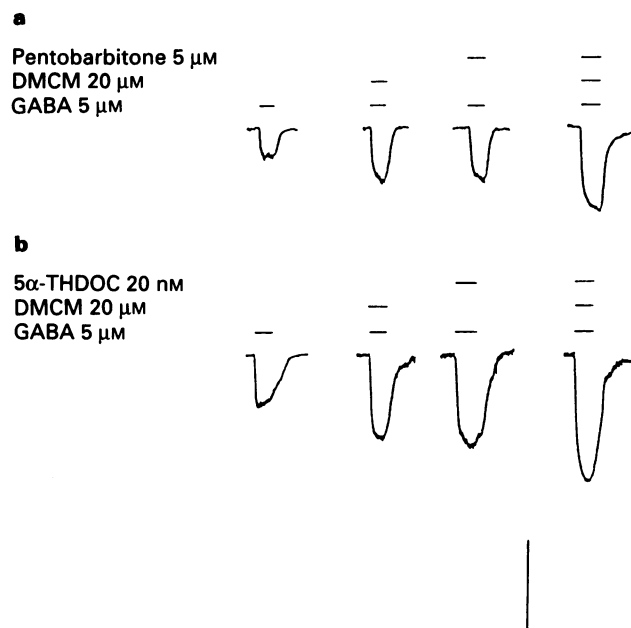 a
Pentobarbitone 5 μM
DMCM 20 μM
GABA 5 μM
b
5α-THDOC 20 nM
DMCM 20 μM
GABA 5 μM